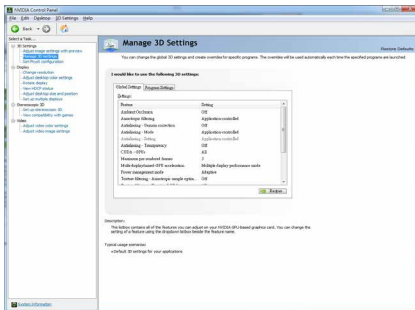 NVIDIA Control Panel
File Edit Desktop 3D Settings Help
Back
Select a Task...
3D Settings
Adjust image settings with preview
Manage 3D settings
Set PhysX configuration
Display
Change resolution
Adjust desktop color settings
Rotate display
View HDCP status
Adjust desktop size and position
Set up multiple displays
Stereoscopic 3D
Set up stereoscopic 3D
View compatibility with games
Video
Adjust video color settings
Adjust video image settings
System Information
Manage 3D Settings
Restore Defaults
You can change the global 3D settings and create overrides for specific programs. The overrides will be used automatically each time the specified programs are launched.
I would like to use the following 3D settings:
Global Settings Program Settings
Settings:
Feature Setting
Ambient Occlusion Off
Anisotropic filtering Application-controlled
Antialiasing - Gamma correction Off
Antialiasing - Mode Application-controlled
Antialiasing - Setting Application-controlled
Antialiasing - Transparency Off
CUDA - GPUs All
Maximum pre-rendered frames 3
Multi-display/mixed-GPU acceleration Multiple display performance mode
Power management mode Adaptive
Texture filtering - Anisotropic sample optim... Off
Restore
Description:
This listbox contains all of the features you can adjust on your NVIDIA GPU-based graphics card. You can change the
setting of a feature using the dropdown listbox beside the feature name.
Typical usage scenarios:
Default 3D settings for your applications